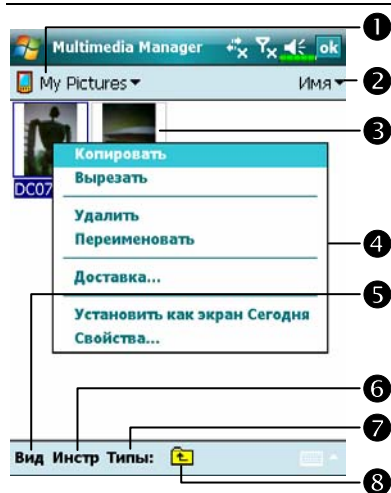 Multimedia Manager ok
My Pictures Имя
DC07
Копировать
Вырезать
Удалить
Переименовать
Доставка...
Установить как экран Сегодня
Свойства...
Вид Инстр Типы:
1
2
3
4
5
6
7
8